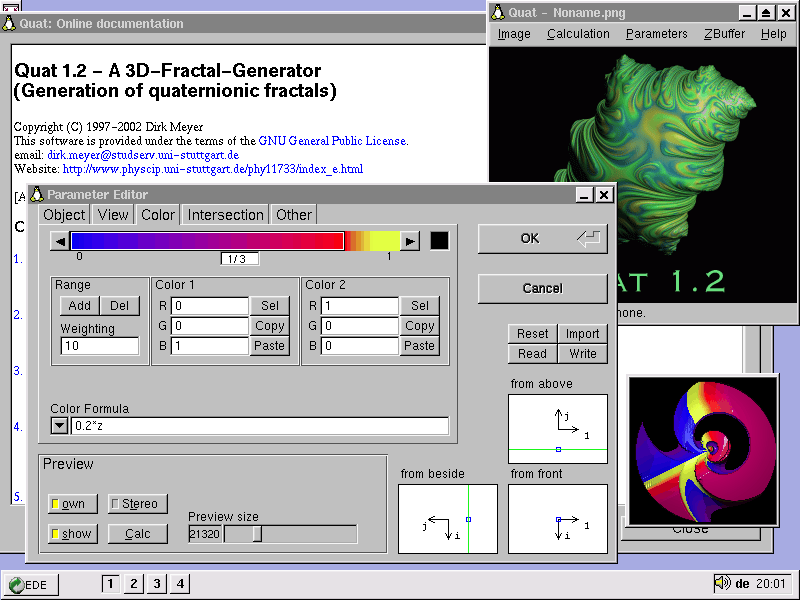 Quat: Online documentation
Quat 1.2 – A 3D–Fractal–Generator
(Generation of quaternionic fractals)
Copyright (C) 1997–2002 Dirk Meyer
This software is provided under the terms of the GNU General Public License.
email: dirk.meyer@studserv.uni–stuttgart.de
Website: http://www.physcip.uni–stuttgart.de/phy11733/index_e.html
[A
C
1.
2.
3.
4.
5.
Quat – Noname.png
Image Calculation Parameters ZBuffer Help
AT 1.2
none.
Parameter Editor
Object View Color Intersection Other
0 1/3 1
Range
Add Del
Weighting
10
Color 1
R 0 Sel
G 0 Copy
B 1 Paste
Color 2
R 1 Sel
G 0 Copy
B 0 Paste
Color Formula
0.2*z
OK
Cancel
Reset Import
Read Write
from above
j
1
Preview
own Stereo
show Calc
Preview size
21320
from beside
j
i
from front
1
i
Close
EDE 1 2 3 4 de 20:01